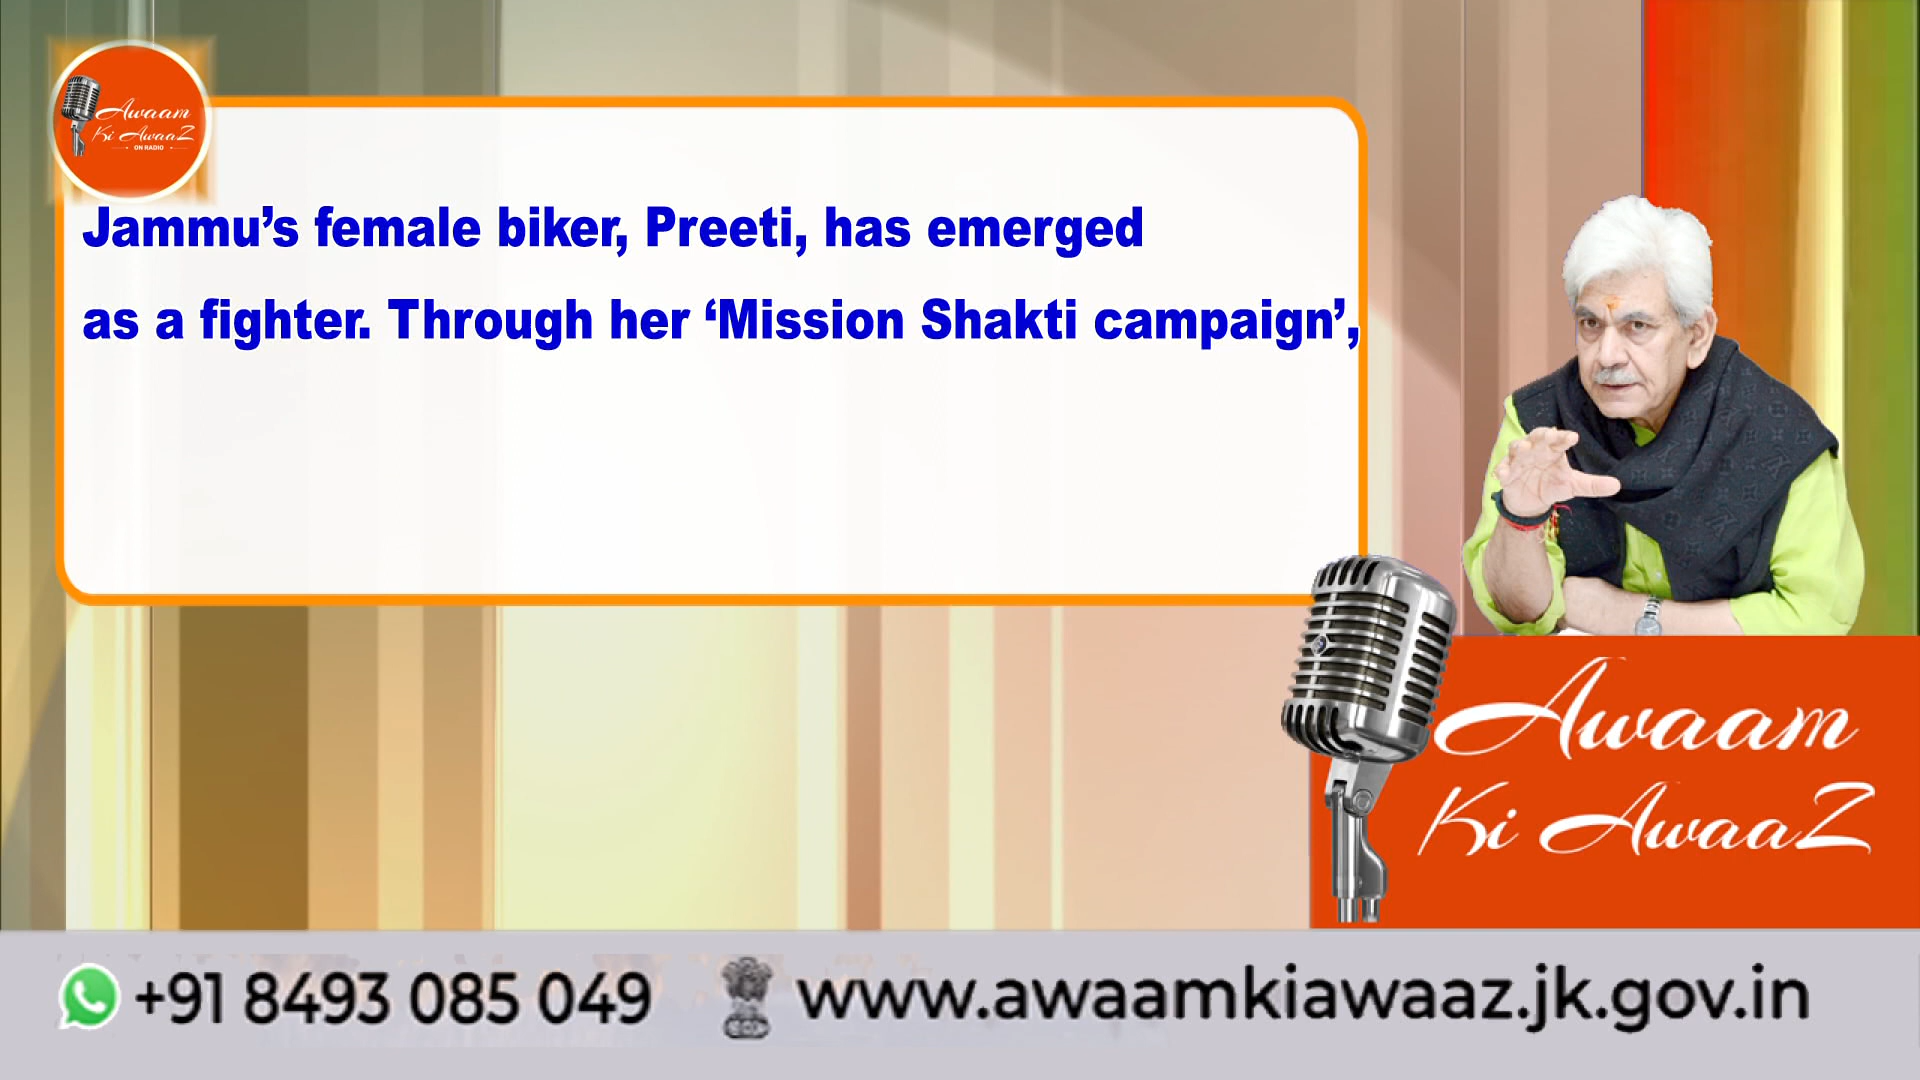 Awaam
Ki AwaaZ
ON RADIO
Jammu’s female biker, Preeti, has emerged
as a fighter. Through her ‘Mission Shakti campaign’,
Awaam
Ki AwaaZ
+91 8493 085 049
www.awaamkiawaaz.jk.gov.in